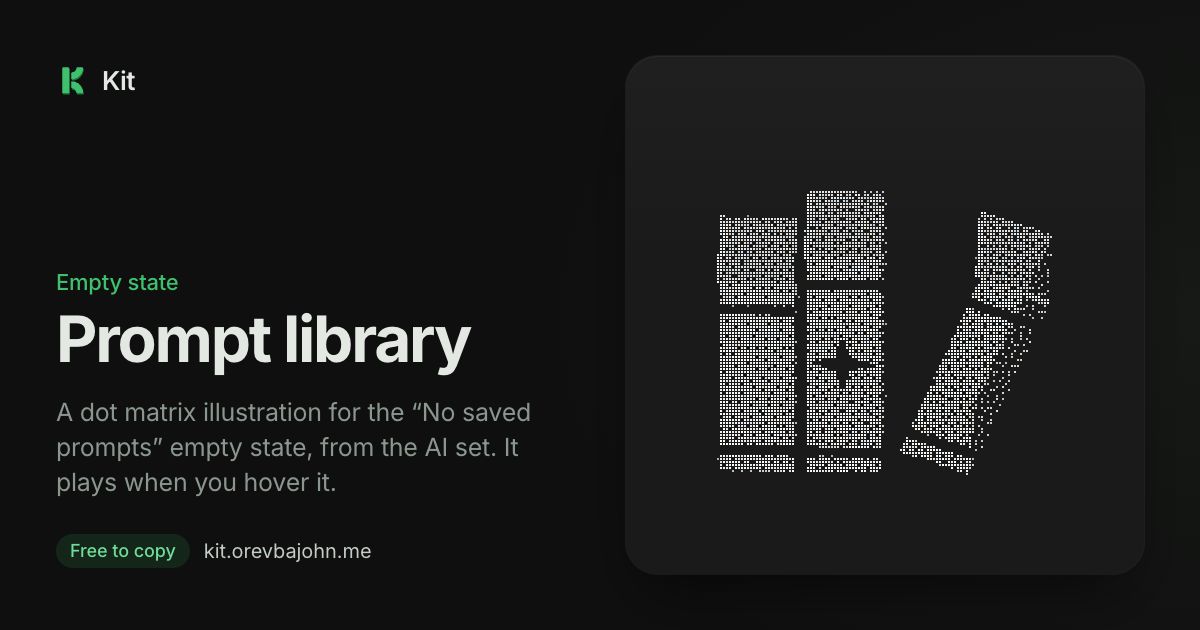 Kit
Empty state
Prompt library
A dot matrix illustration for the “No saved
prompts” empty state, from the AI set. It
plays when you hover it.
Free to copy
kit.orevbajohn.me